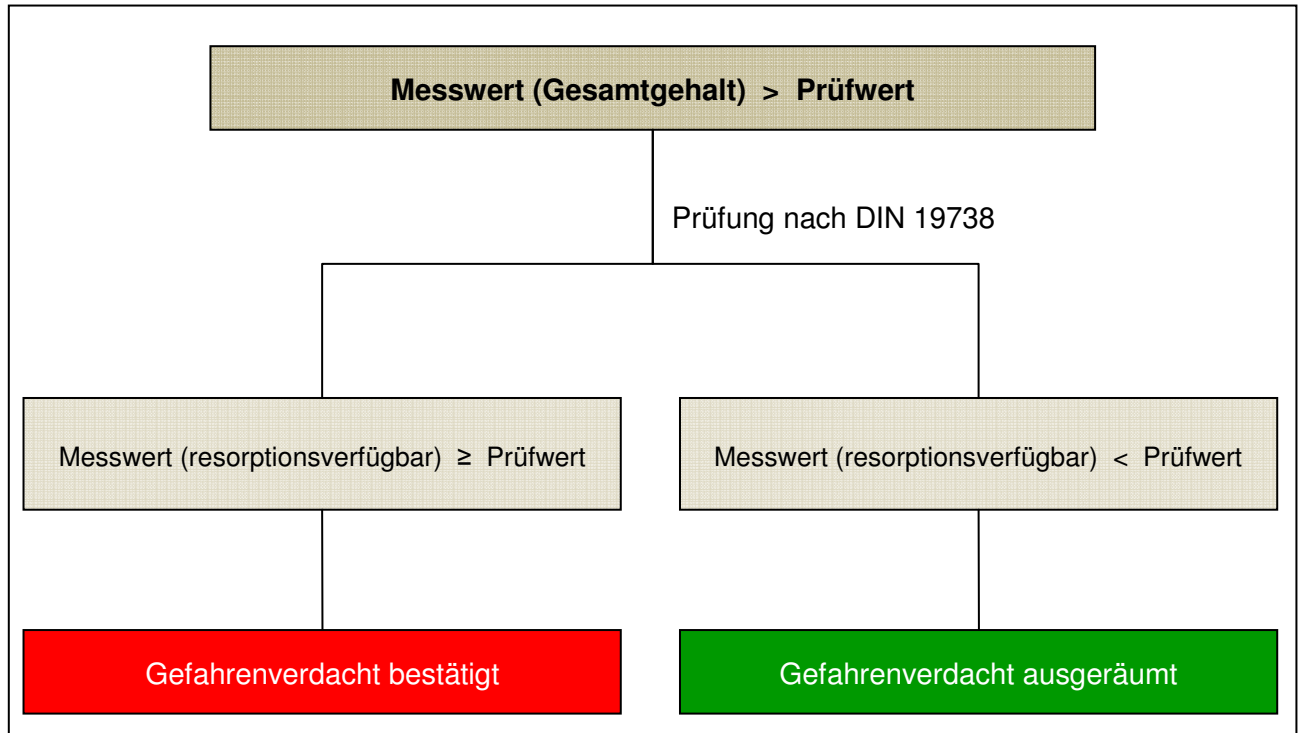 Messwert (Gesamtgehalt) > Prüfwert
Prüfung nach DIN 19738
Messwert (resorptionsverfügbar) ≥ Prüfwert
Messwert (resorptionsverfügbar) < Prüfwert
Gefahrenverdacht bestätigt
Gefahrenverdacht ausgeräumt